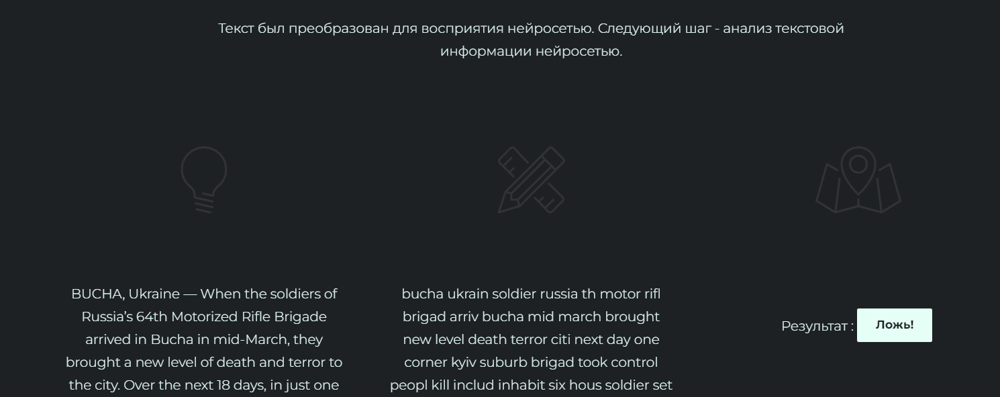 Текст был преобразован для восприятия нейросетью. Следующий шаг - анализ текстовой
информации нейросетью.
BUCHA, Ukraine — When the soldiers of
Russia’s 64th Motorized Rifle Brigade
arrived in Bucha in mid-March, they
brought a new level of death and terror to
the city. Over the next 18 days, in just one
bucha ukrain soldier russia th motor rifl
brigad arriv bucha mid march brought
new level death terror citi next day one
corner kyiv suburb brigad took control
peopl kill includ inhabit six hous soldier set
Результат : Ложь!